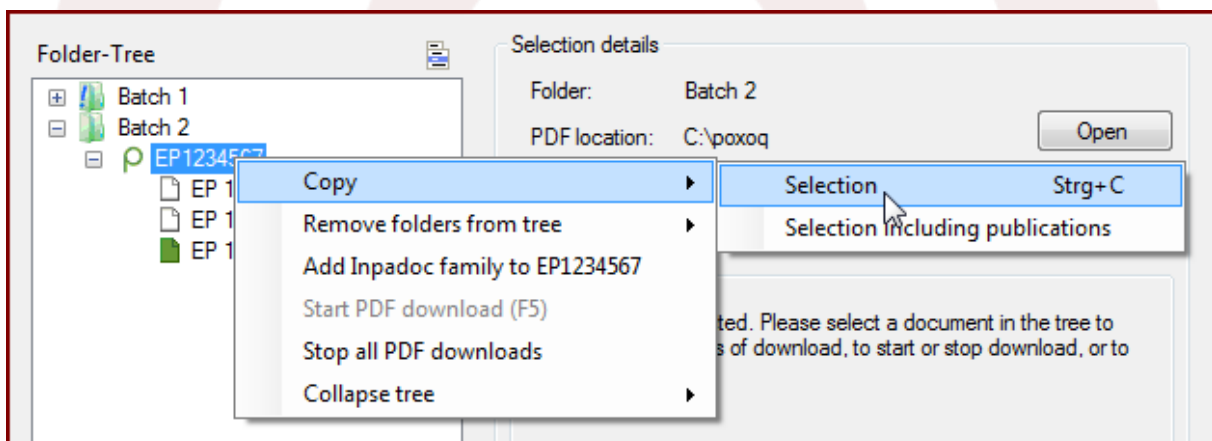 Folder-Tree
Batch 1
Batch 2
EP1234567
EP 1
EP 1
EP 1
Copy
Remove folders from tree
Add Inpadoc family to EP1234567
Start PDF download (F5)
Stop all PDF downloads
Collapse tree
Selection Strg+C
Selection including publications
Selection details
Folder: Batch 2
PDF location: C:\poxoq
Open
ted. Please select a document in the tree to
s of download, to start or stop download, or to